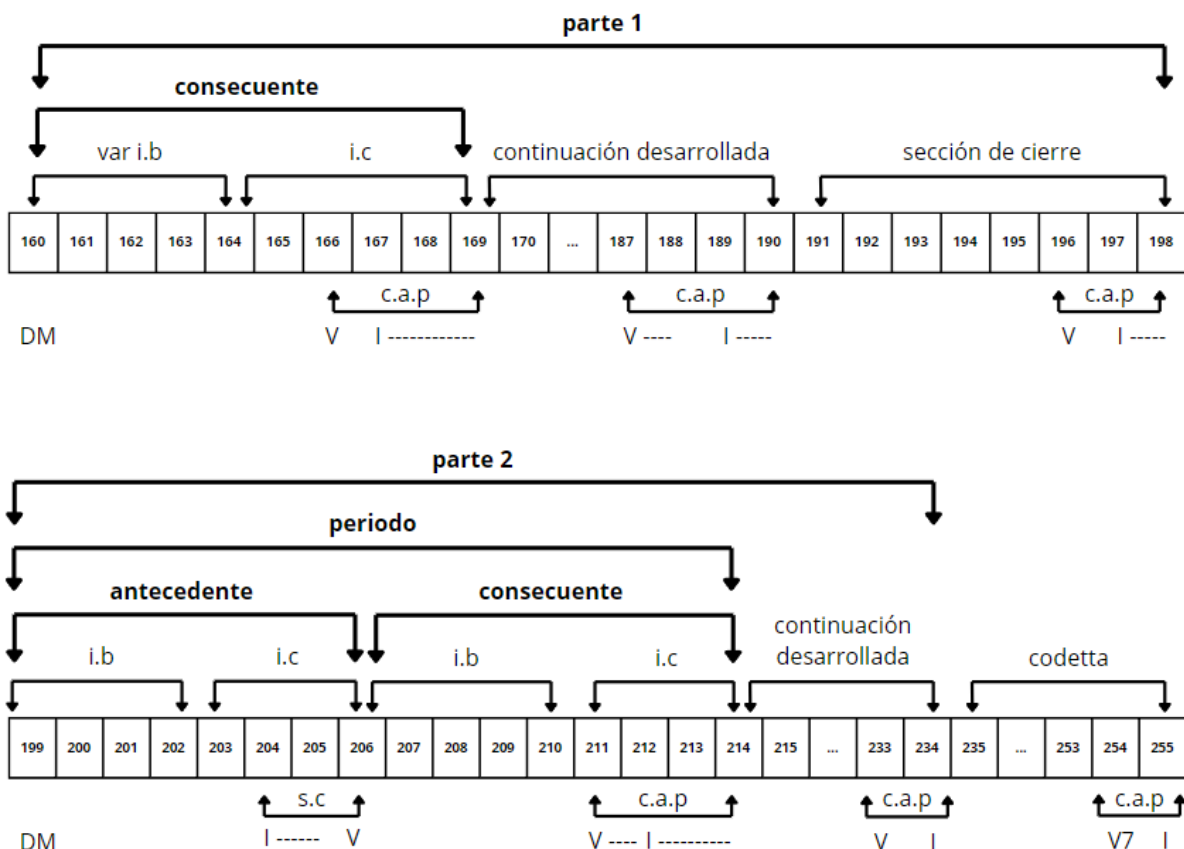 parte 1
consecuente
var i.b i.c continuación desarrollada sección de cierre
160 161 162 163 164 165 166 167 168 169 170 ... 187 188 189 190 191 192 193 194 195 196 197 198
c.a.p c.a.p c.a.p
DM V I ------------ V ---- I ----- V I -----
parte 2
periodo
antecedente consecuente
continuación
i.b i.c i.b i.c desarrollada codetta
199 200 201 202 203 204 205 206 207 208 209 210 211 212 213 214 215 ... 233 234 235 ... 253 254 255
s.c c.a.p c.a.p c.a.p
DM I ------ V V ---- I ---------- V I V7 I